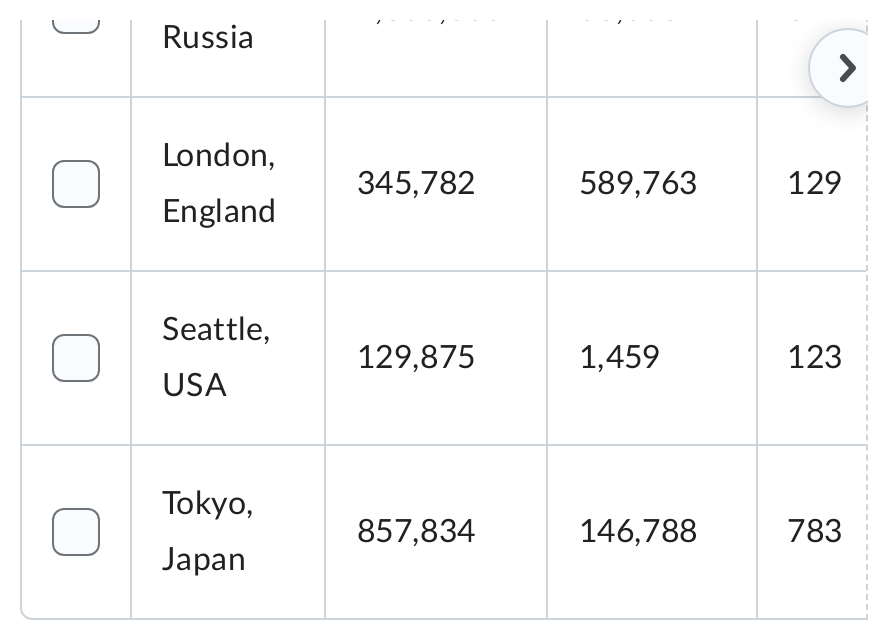 Russia
London,
England
345,782
589,763
129
Seattle,
USA
129,875
1,459
123
Tokyo,
Japan
857,834
146,788
783